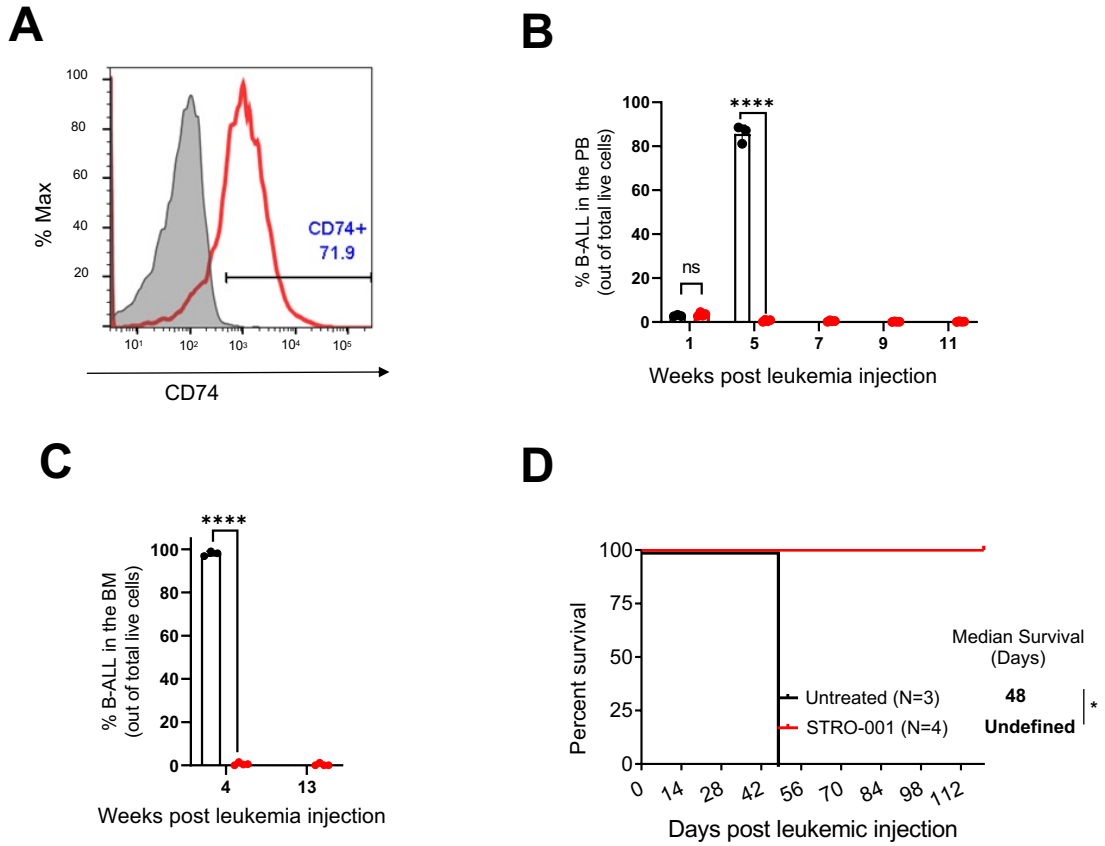 A
100
80
60
40
20
% Max
CD74+
71.9
10¹
10²
10³
10⁴
10⁵
CD74
B
% B-ALL in the PB
(out of total live cells)
100
80
60
40
20
0
ns
****
1
5
7
9
11
Weeks post leukemia injection
C
% B-ALL in the BM
(out of total live cells)
100
80
60
40
20
0
****
4
13
Weeks post leukemia injection
D
Percent survival
100
75
50
25
0
0
14
28
42
56
70
84
98
112
Days post leukemic injection
Median Survival
(Days)
Untreated (N=3)
48
STRO-001 (N=4)
Undefined
*